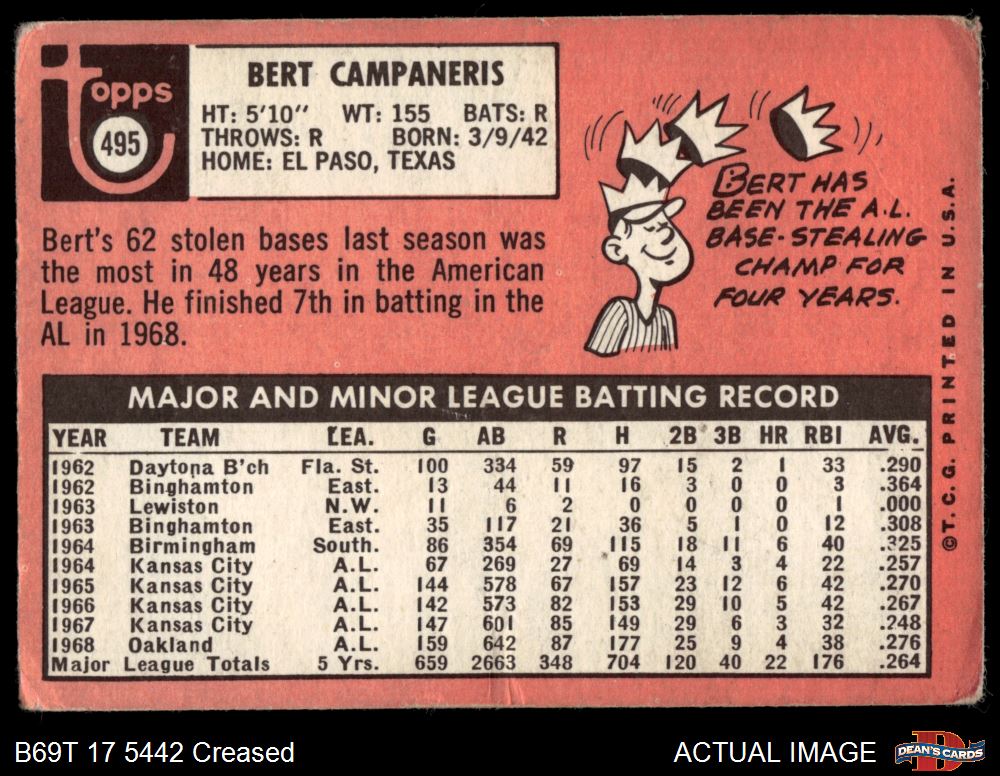 topps
495
BERT CAMPANERIS
HT: 5'10" WT: 155 BATS: R
THROWS: R BORN: 3/9/42
HOME: EL PASO, TEXAS
Bert's 62 stolen bases last season was
the most in 48 years in the American
League. He finished 7th in batting in the
AL in 1968.
BERT HAS
BEEN THE A.L.
BASE-STEALING
CHAMP FOR
FOUR YEARS.
©T.C.G. PRINTED IN U.S.A.
MAJOR AND MINOR LEAGUE BATTING RECORD
YEAR TEAM LEA. G AB R H 2B 3B HR RBI AVG.
1962 Daytona B'ch Fla. St. 100 334 59 97 15 2 1 33 .290
1962 Binghamton East. 13 44 11 16 3 0 0 3 .364
1963 Lewiston N.W. 11 6 2 0 0 0 0 1 .000
1963 Binghamton East. 35 117 21 36 5 1 0 12 .308
1964 Birmingham South. 86 354 69 115 18 11 6 40 .325
1964 Kansas City A.L. 67 269 27 69 14 3 4 22 .257
1965 Kansas City A.L. 144 578 67 157 23 12 6 42 .270
1966 Kansas City A.L. 142 573 82 153 29 10 5 42 .267
1967 Kansas City A.L. 147 601 85 149 29 6 3 32 .248
1968 Oakland A.L. 159 642 87 177 25 9 4 38 .276
Major League Totals 5 Yrs. 659 2663 348 704 120 40 22 176 .264
B69T 17 5442 Creased
ACTUAL IMAGE
DEAN'S CARDS